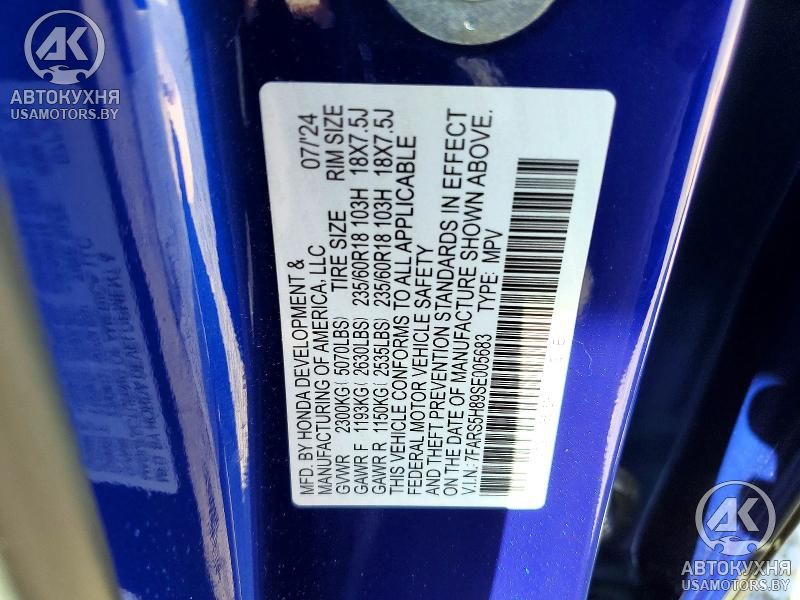 АК
АВТОКУХНЯ
USAMOTORS.BY
MFD. BY HONDA DEVELOPMENT & 07/'24
MANUFACTURING OF AMERICA, LLC
GVWR 2300KG( 5070LBS) TIRE SIZE RIM SIZE
GAWR F 1193KG( 2630LBS) 235/60R18 103H 18X7.5J
GAWR R 1150KG( 2535LBS) 235/60R18 103H 18X7.5J
THIS VEHICLE CONFORMS TO ALL APPLICABLE
FEDERAL MOTOR VEHICLE SAFETY
AND THEFT PREVENTION STANDARDS IN EFFECT
ON THE DATE OF MANUFACTURE SHOWN ABOVE.
V.I.N.: 7FARS5H89SE005683 TYPE: MPV
АК
АВТОКУХНЯ
USAMOTORS.BY